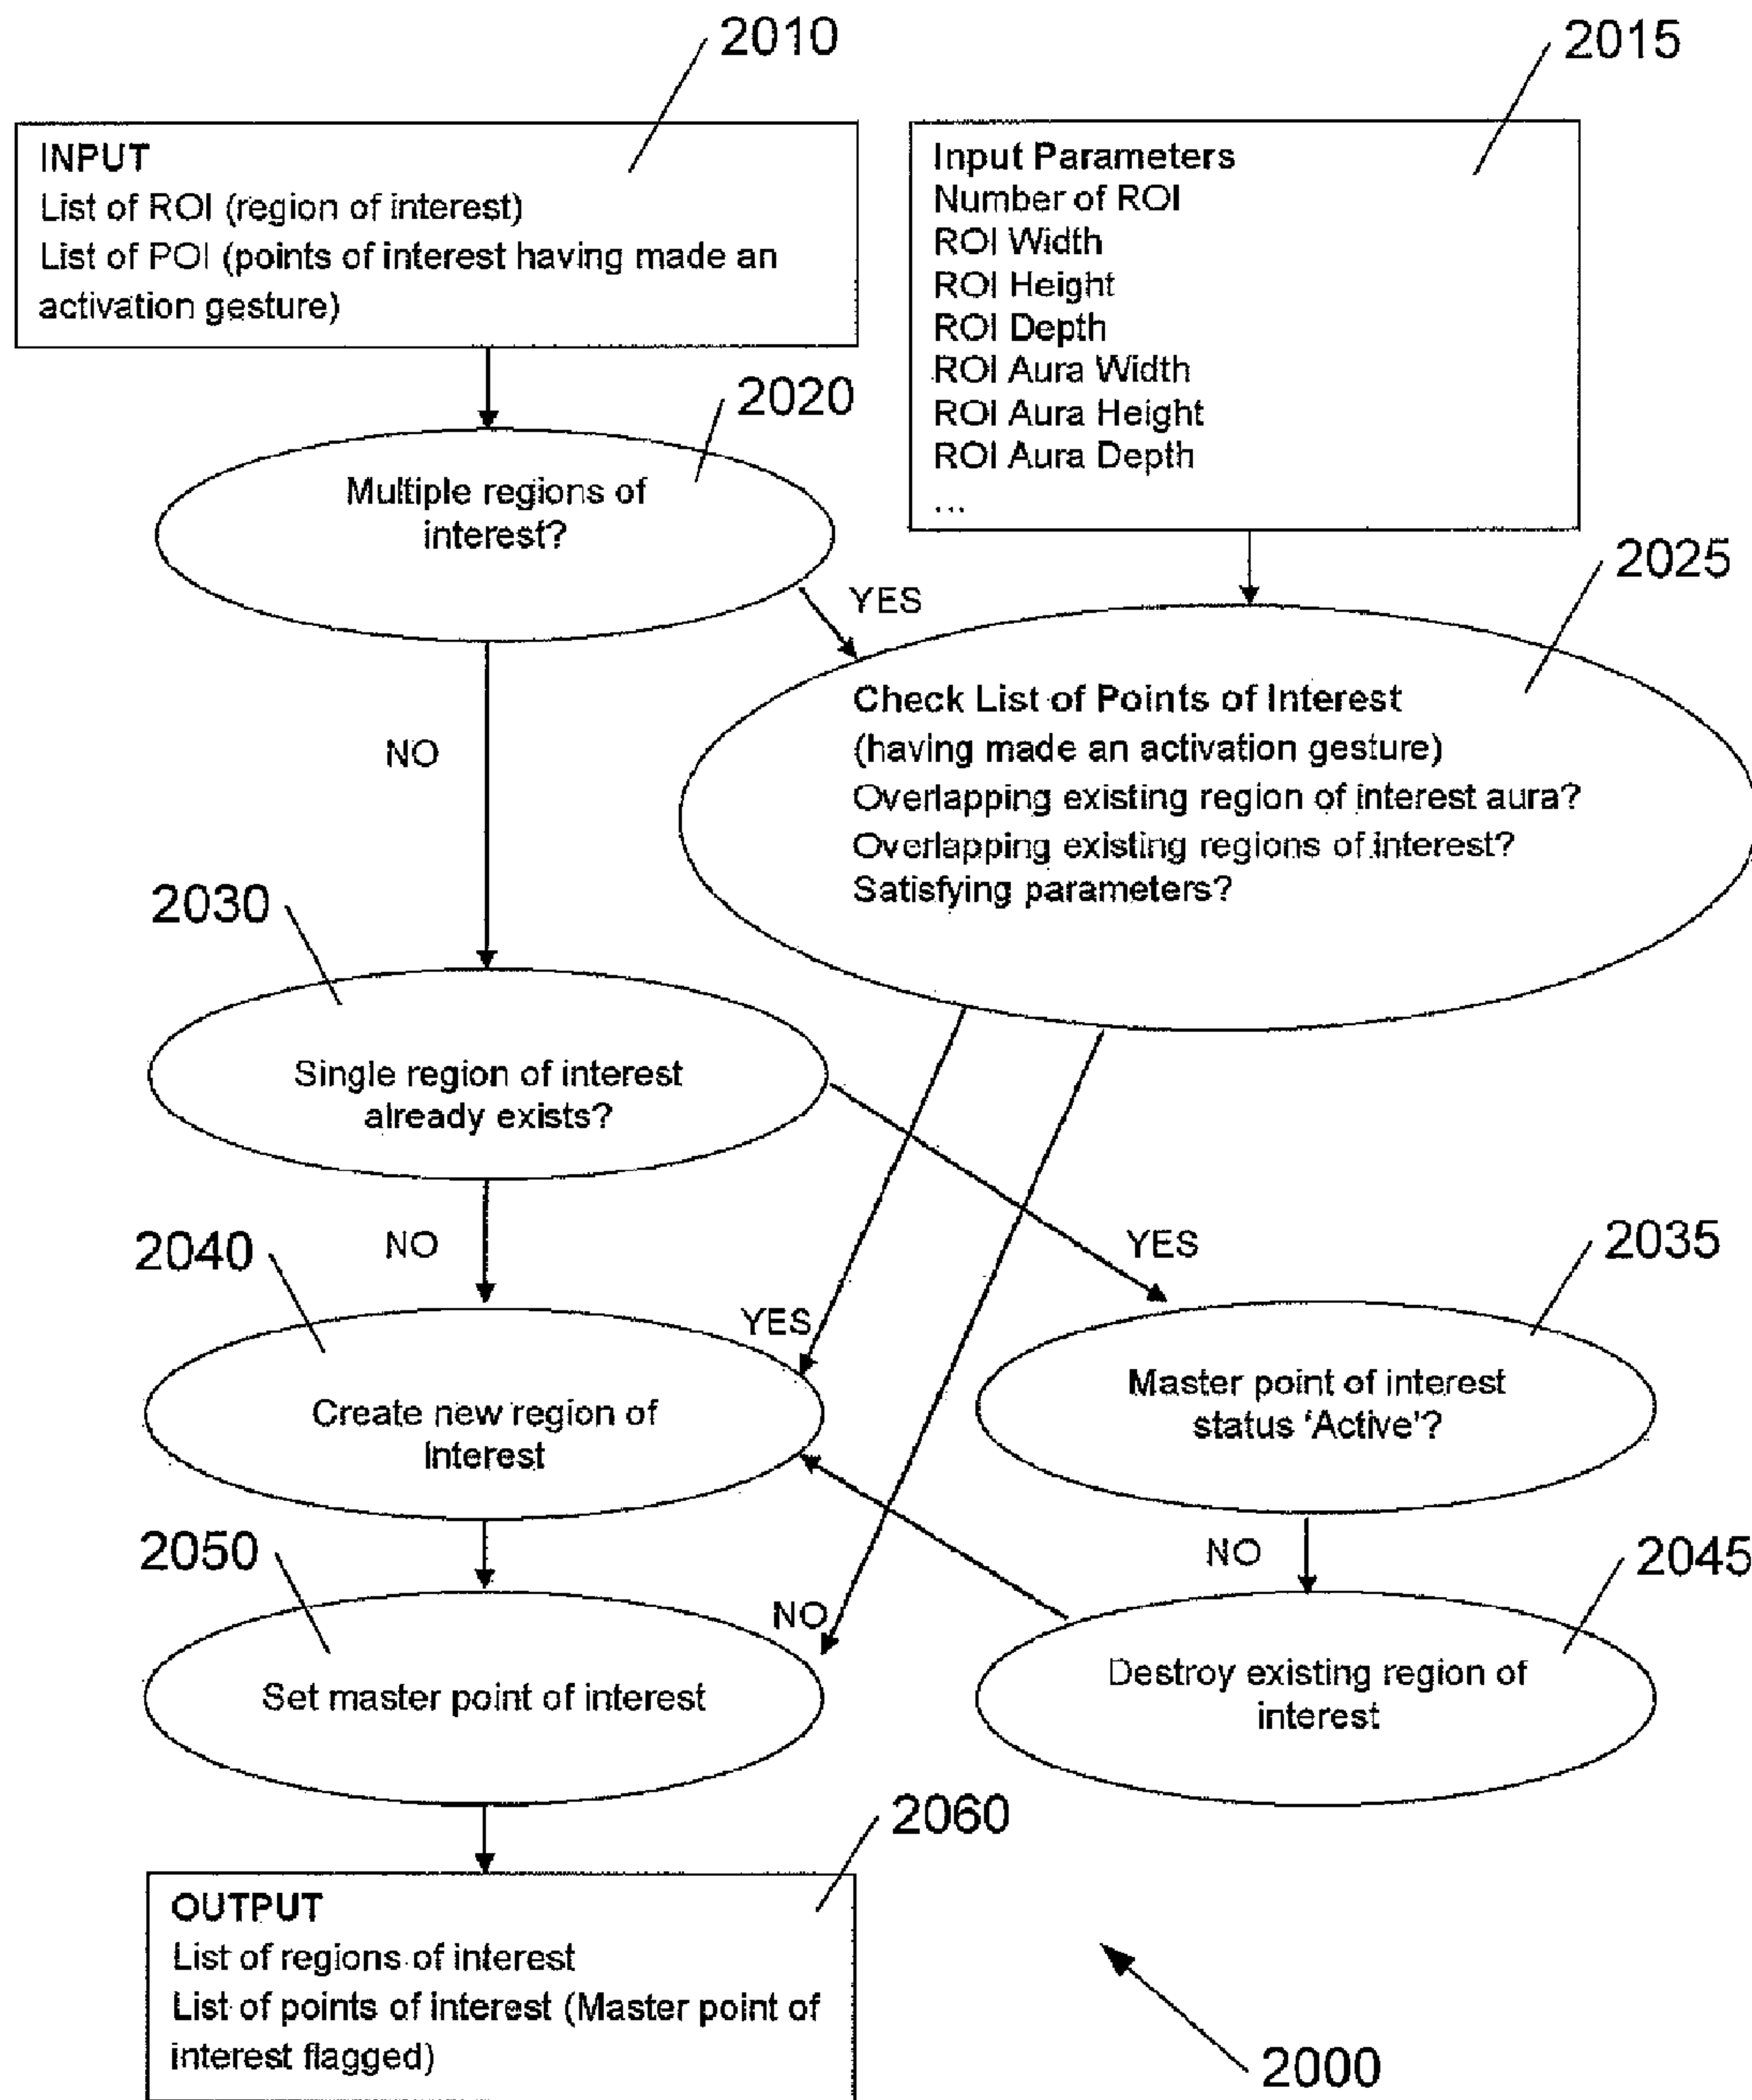 2010
INPUT
List of ROI (region of interest)
List of POI (points of interest having made an
activation gesture)
2015
Input Parameters
Number of ROI
ROI Width
ROI Height
ROI Depth
ROI Aura Width
ROI Aura Height
ROI Aura Depth
...
2020
Multiple regions of
interest?
YES
NO
2025
Check List of Points of Interest
(having made an activation gesture)
Overlapping existing region of interest aura?
Overlapping existing regions of interest?
Satisfying parameters?
2030
Single region of interest
already exists?
NO
YES
2040
Create new region of
Interest
YES
2035
Master point of interest
status 'Active'?
NO
2050
Set master point of interest
NO
2045
Destroy existing region of
interest
2060
OUTPUT
List of regions of interest
List of points of interest (Master point of
interest flagged)
2000